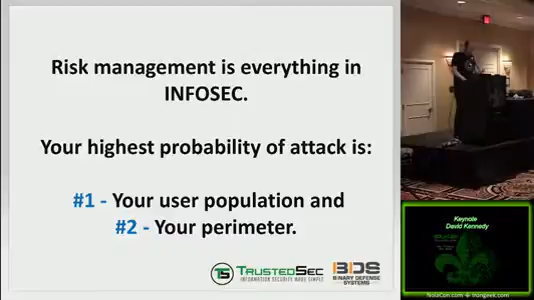 Risk management is everything in
INFOSEC.
Your highest probability of attack is:
#1 - Your user population and
#2 - Your perimeter.
TS TRUSTEDSEC
INFORMATION SECURITY MADE SIMPLE
BDS
BINARY DEFENSE
SYSTEMS
Keynote
David Kennedy